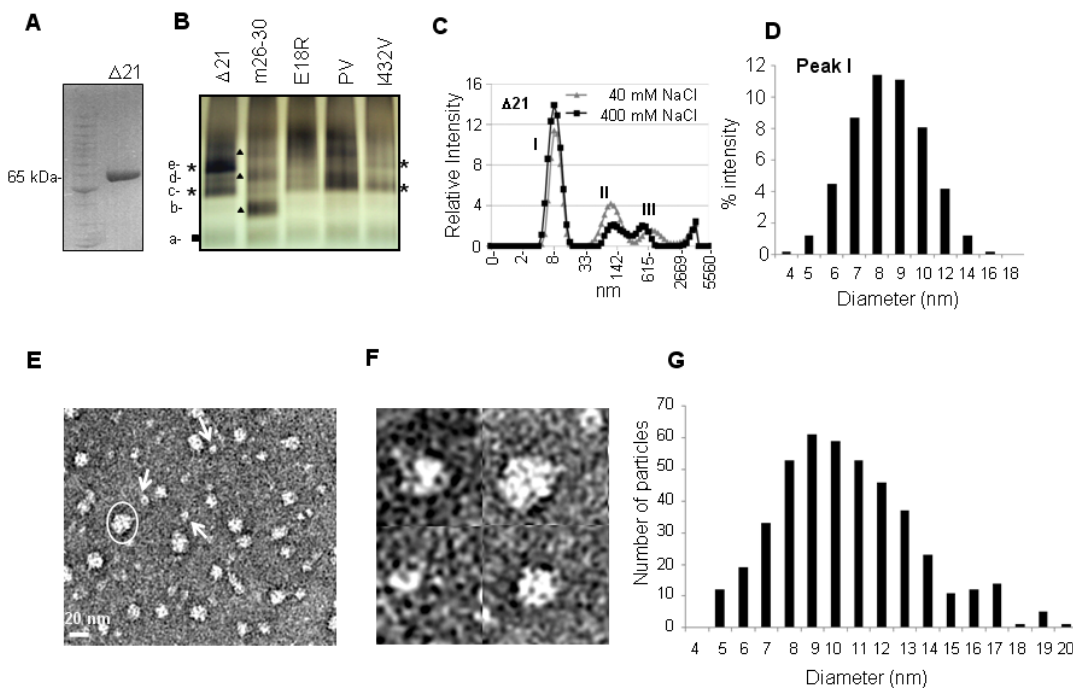 A
Δ21
65 kDa-
B
Δ21
m26-30
E18R
PV
I432V
e-
*
*
d-
c-
*
*
b-
a-
C
Δ21
40 mM NaCl
400 mM NaCl
Relative Intensity
16
12
8
4
0
I
II
III
0-
2-
8-
33-
142-
615-
2669-
5560-
nm
D
Peak I
% intensity
12
10
8
6
4
2
0
4 5 6 7 8 9 10 12 14 16 18
Diameter (nm)
E
20 nm
F
G
Number of particles
70
60
50
40
30
20
10
0
4 5 6 7 8 9 10 11 12 13 14 15 16 17 18 19 20
Diameter (nm)